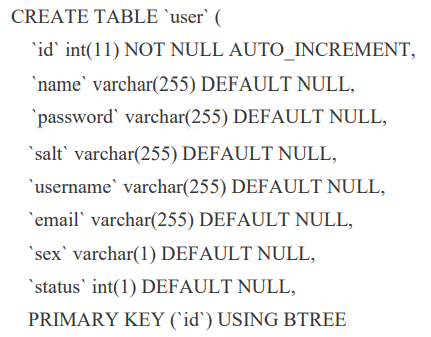 CREATE TABLE `user` (
`id` int(11) NOT NULL AUTO_INCREMENT,
`name` varchar(255) DEFAULT NULL,
`password` varchar(255) DEFAULT NULL,
`salt` varchar(255) DEFAULT NULL,
`username` varchar(255) DEFAULT NULL,
`email` varchar(255) DEFAULT NULL,
`sex` varchar(1) DEFAULT NULL,
`status` int(1) DEFAULT NULL,
PRIMARY KEY (`id`) USING BTREE